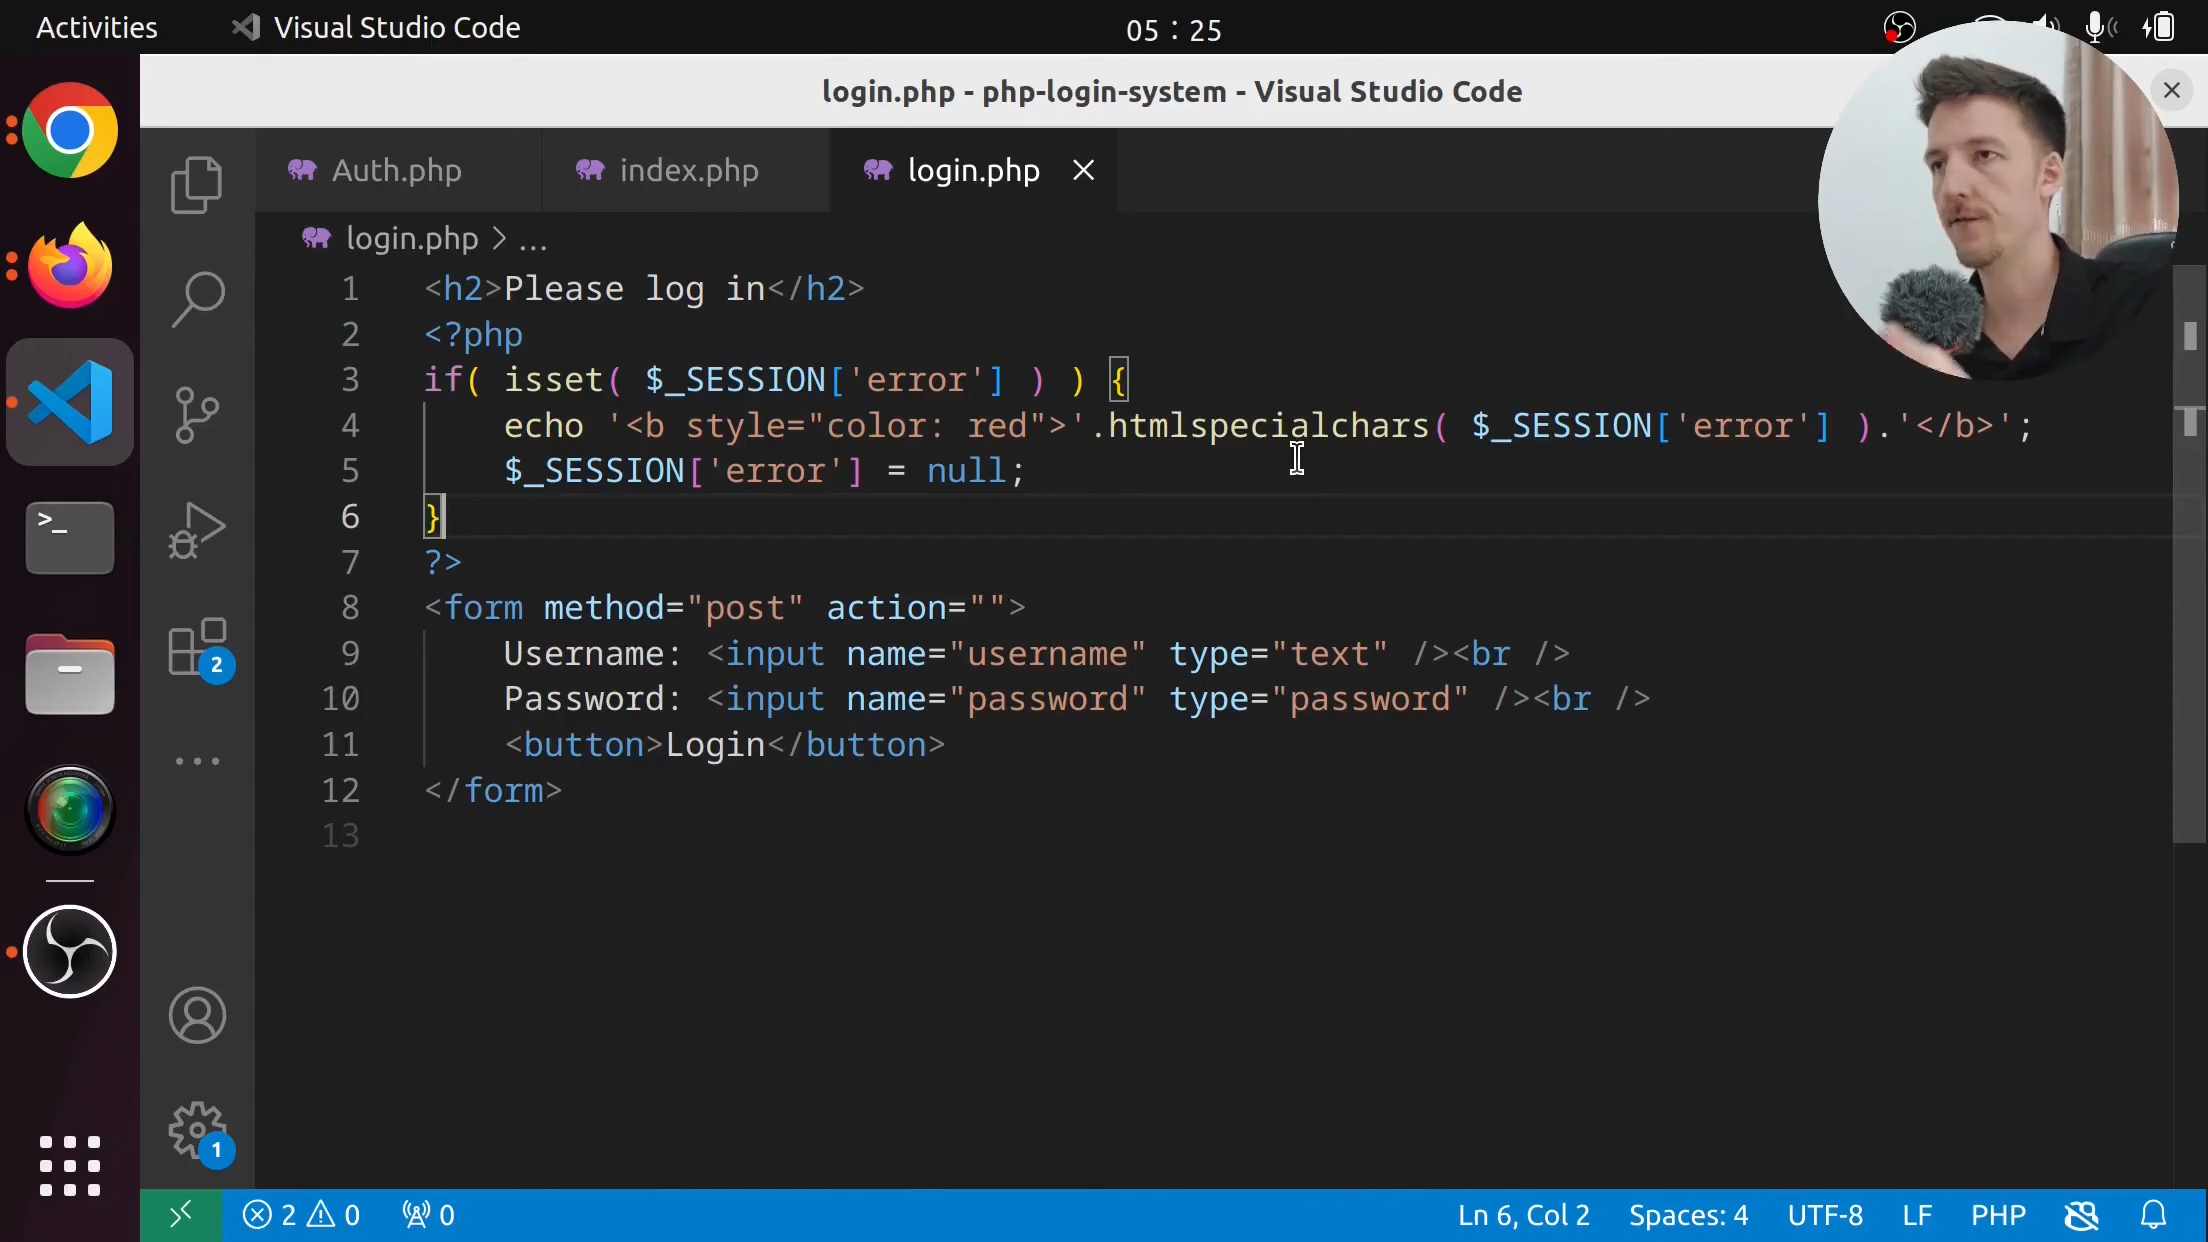 Activities
Visual Studio Code
05 : 25
login.php - php-login-system - Visual Studio Code
Auth.php
index.php
login.php
login.php > ...
1 <h2>Please log in</h2>
2 <?php
3 if( isset( $_SESSION['error'] ) ) {
4 echo '<b style="color: red">'.htmlspecialchars( $_SESSION['error'] ).'</b>';
5 $_SESSION['error'] = null;
6 }
7 ?>
8 <form method="post" action="">
9 Username: <input name="username" type="text" /><br />
10 Password: <input name="password" type="password" /><br />
11 <button>Login</button>
12 </form>
13
2
1
2 0 0
Ln 6, Col 2
Spaces: 4
UTF-8
LF
PHP